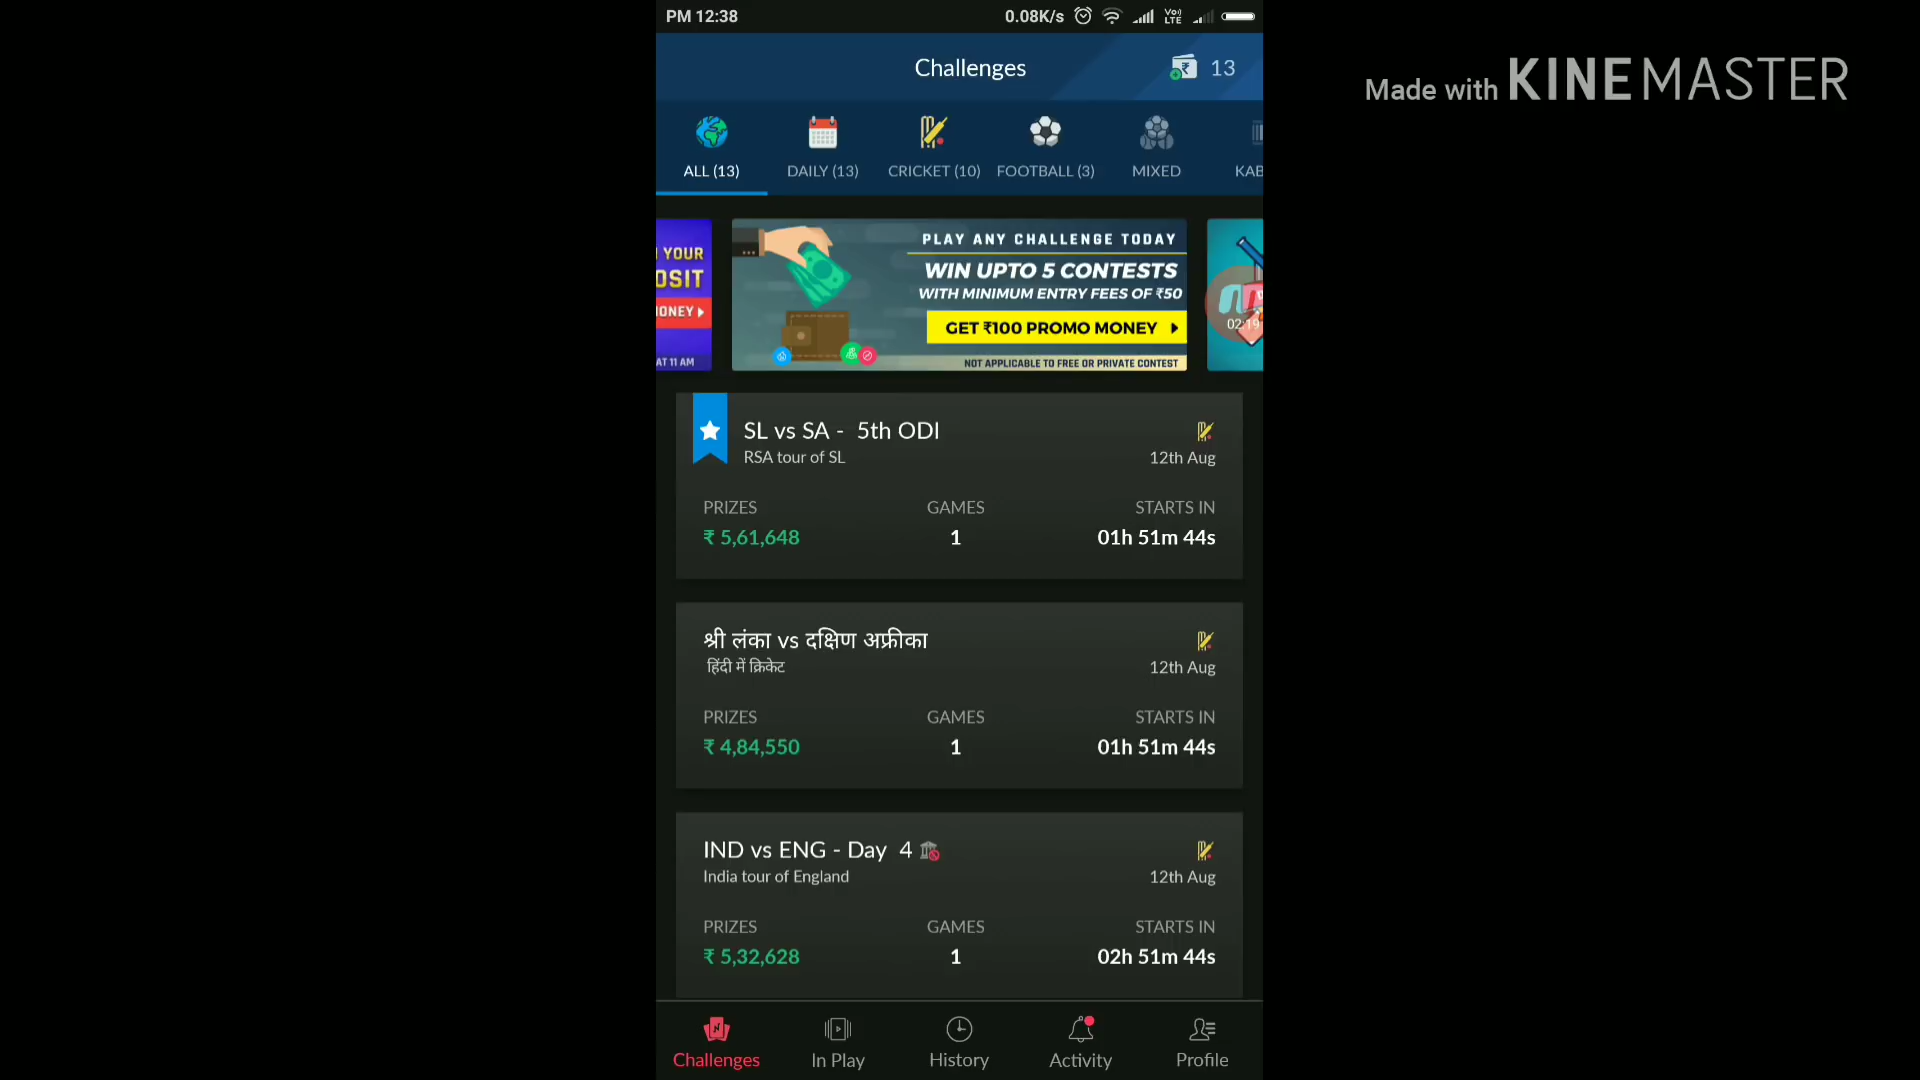 PM 12:38
0.08K/s
Vo))
LTE
Made with KINEMASTER
Challenges
13
ALL (13)
DAILY (13)
CRICKET (10)
FOOTBALL (3)
MIXED
KAB
YOUR
OSIT
ONEY
AT 11 AM
PLAY ANY CHALLENGE TODAY
WIN UPTO 5 CONTESTS
WITH MINIMUM ENTRY FEES OF ₹50
GET ₹100 PROMO MONEY
NOT APPLICABLE TO FREE OR PRIVATE CONTEST
02:19
SL vs SA - 5th ODI
RSA tour of SL
12th Aug
PRIZES
GAMES
STARTS IN
₹ 5,61,648
1
01h 51m 44s
श्री लंका vs दक्षिण अफ्रीका
हिंदी में क्रिकेट
12th Aug
PRIZES
GAMES
STARTS IN
₹ 4,84,550
1
01h 51m 44s
IND vs ENG - Day 4
India tour of England
12th Aug
PRIZES
GAMES
STARTS IN
₹ 5,32,628
1
02h 51m 44s
Challenges
In Play
History
Activity
Profile